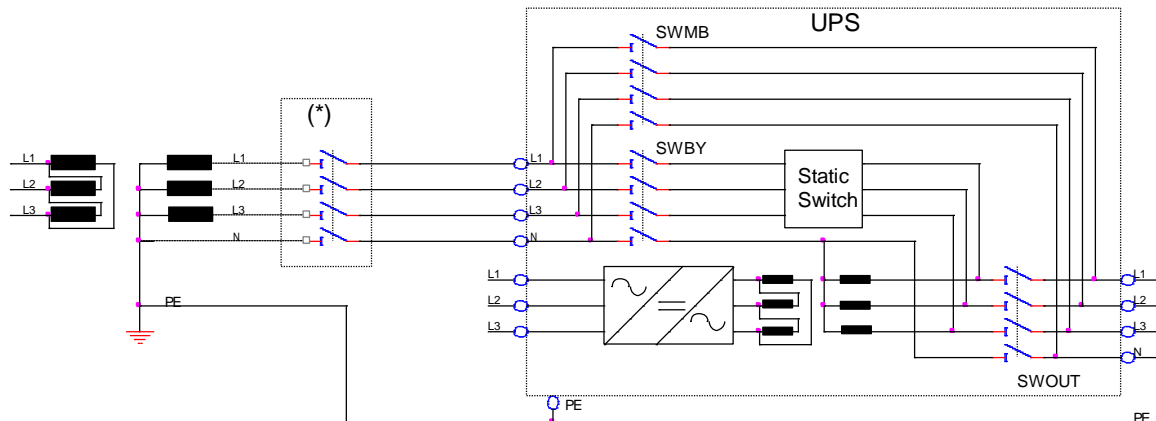 UPS
SWMB
(*)
SWBY
L1
L1
L1
L2
L2
L2
L3
L3
L3
N
N
Static
Switch
L1
L1
L2
L2
L3
L3
N
PE
SWOUT
PE
PE